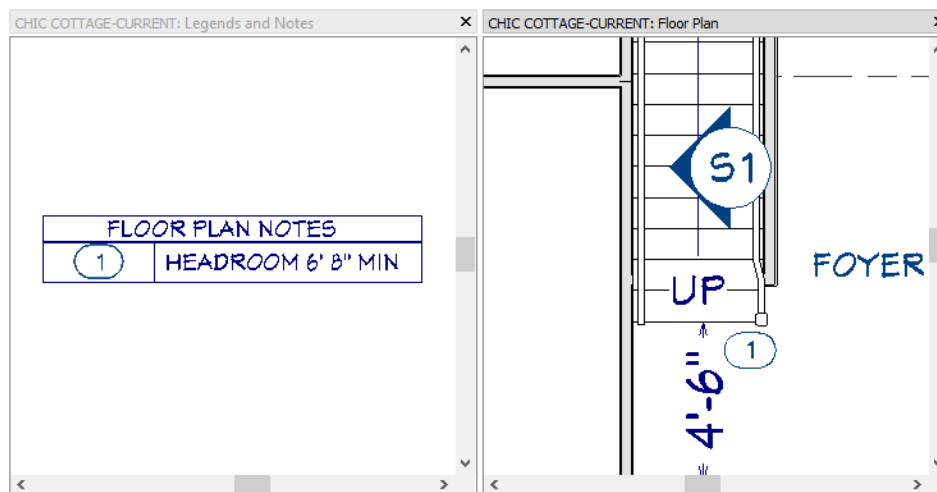 CHIC COTTAGE-CURRENT: Legends and Notes
FLOOR PLAN NOTES
1 HEADROOM 6' 8" MIN
CHIC COTTAGE-CURRENT: Floor Plan
S1
FOYER
UP
1
4'-6"